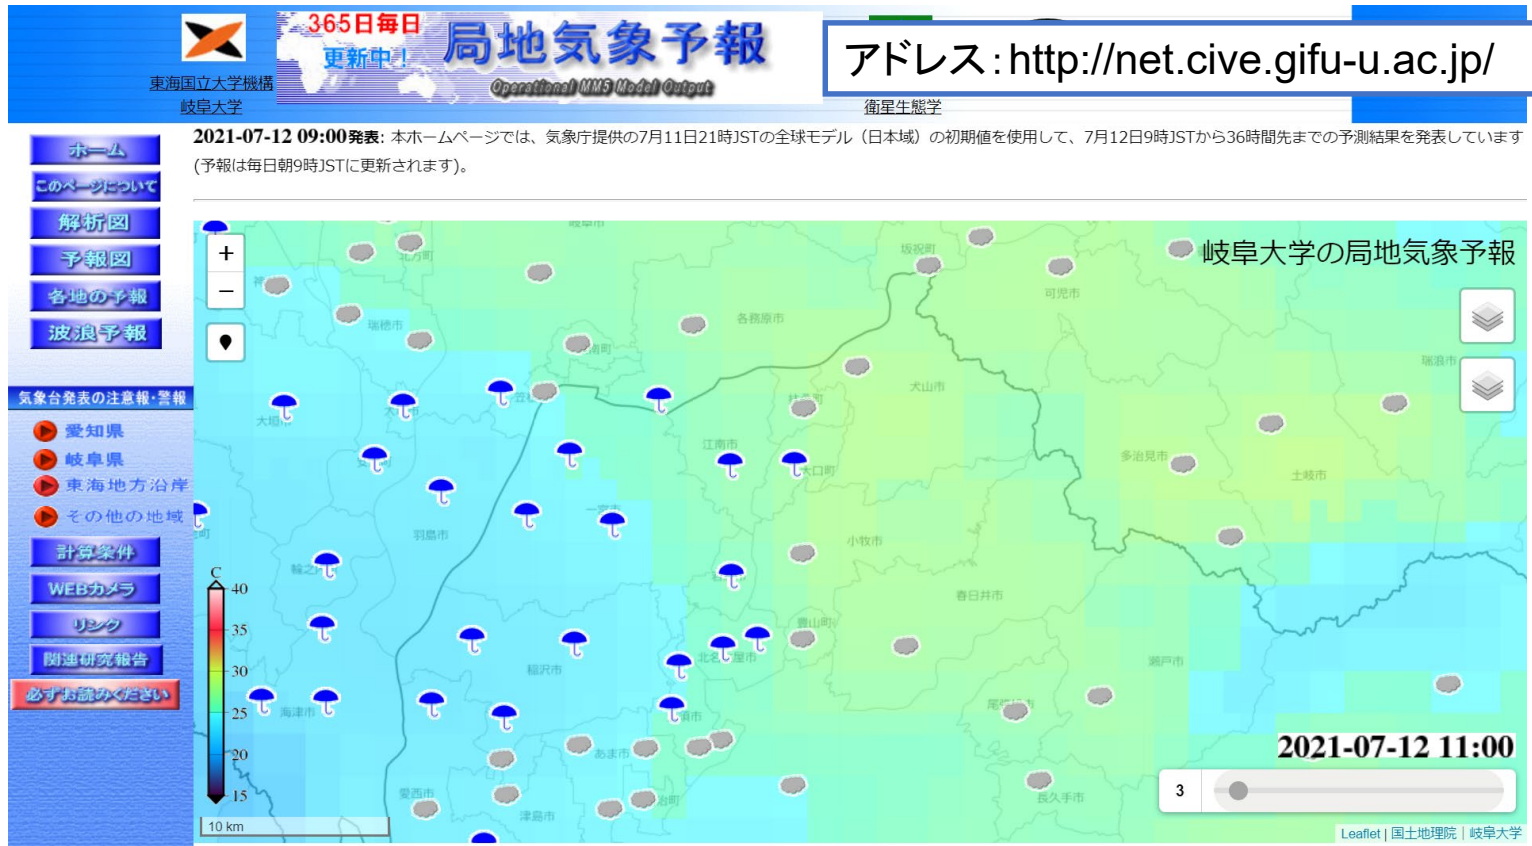 365日毎日
更新中！
局地気象予報
Operational MM5 Model Output
アドレス：http://net.cive.gifu-u.ac.jp/
東海国立大学機構
岐阜大学
衛星生態学
2021-07-12 09:00発表: 本ホームページでは、気象庁提供の7月11日21時JSTの全球モデル（日本域）の初期値を使用して、7月12日9時JSTから36時間先までの予測結果を発表しています
(予報は毎日朝9時JSTに更新されます)。
ホーム
このページについて
解析図
予報図
各地の予報
波浪予報
気象台発表の注意報・警報
愛知県
岐阜県
東海地方沿岸
その他の地域
計算条件
WEBカメラ
リンク
関連研究報告
必ずお読みください
+
−
岐阜大学の局地気象予報
岐阜市
北方町
坂祝町
可児市
瑞穂市
各務原市
瑞浪市
犬山市
扶桑町
大垣市
江南市
大口町
多治見市
土岐市
一宮市
羽島市
小牧市
輪之内町
春日井市
豊山町
北名古屋市
稲沢市
瀬戸市
海津市
あま市
愛西市
津島市
長久手市
C
40
35
30
25
20
15
10 km
2021-07-12 11:00
3
Leaflet | 国土地理院 | 岐阜大学